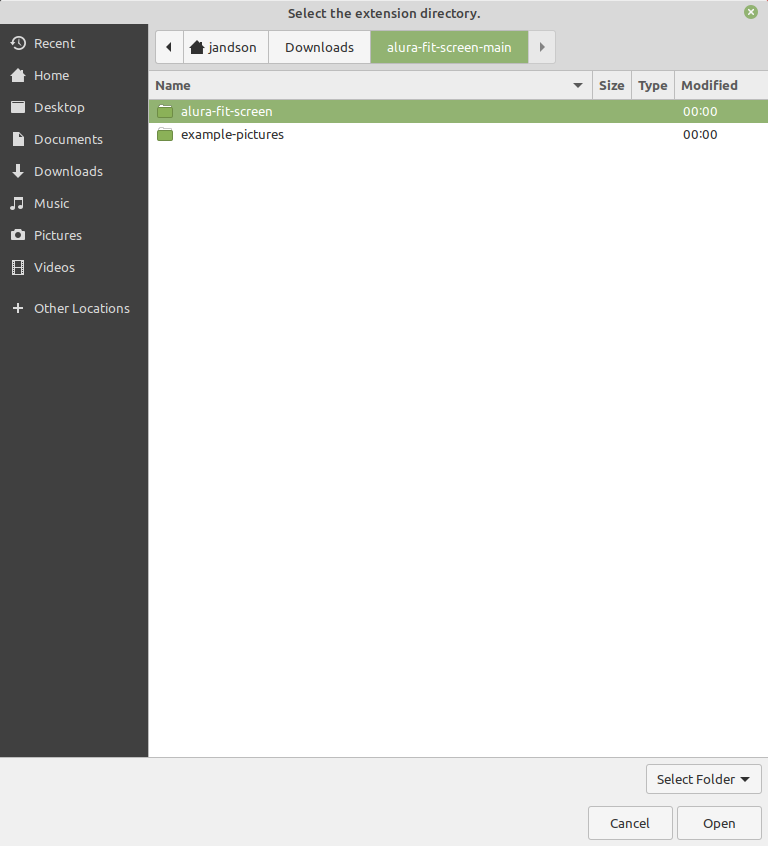 Select the extension directory.
Recent
Home
Desktop
Documents
Downloads
Music
Pictures
Videos
Other Locations
jandson Downloads alura-fit-screen-main
Name Size Type Modified
alura-fit-screen 00:00
example-pictures 00:00
Select Folder
Cancel Open